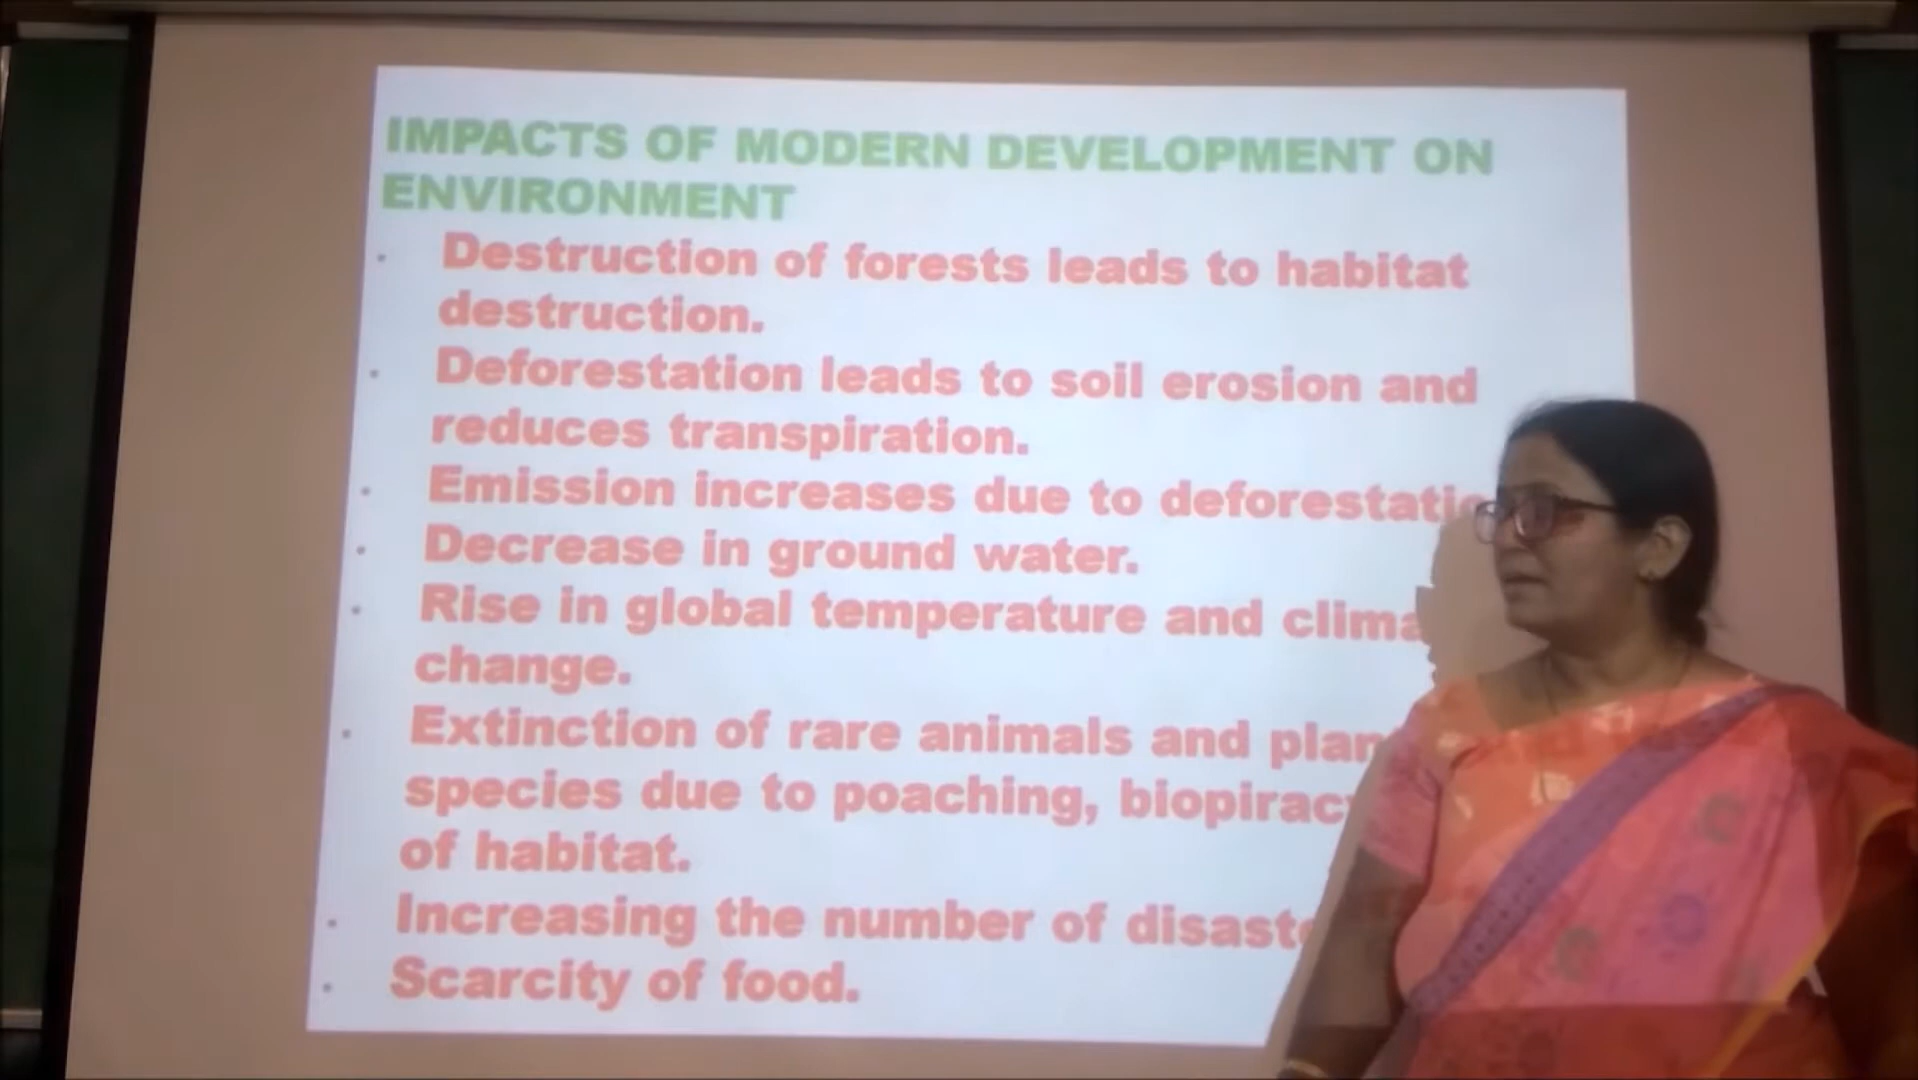 IMPACTS OF MODERN DEVELOPMENT ON
ENVIRONMENT
· Destruction of forests leads to habitat
destruction.
· Deforestation leads to soil erosion and
reduces transpiration.
· Emission increases due to
· Decrease in ground water.
· Rise in global temperature and
change.
· Extinction of rare animals and
species due to poaching,
of habitat.
· Increasing the number of
· Scarcity of food.